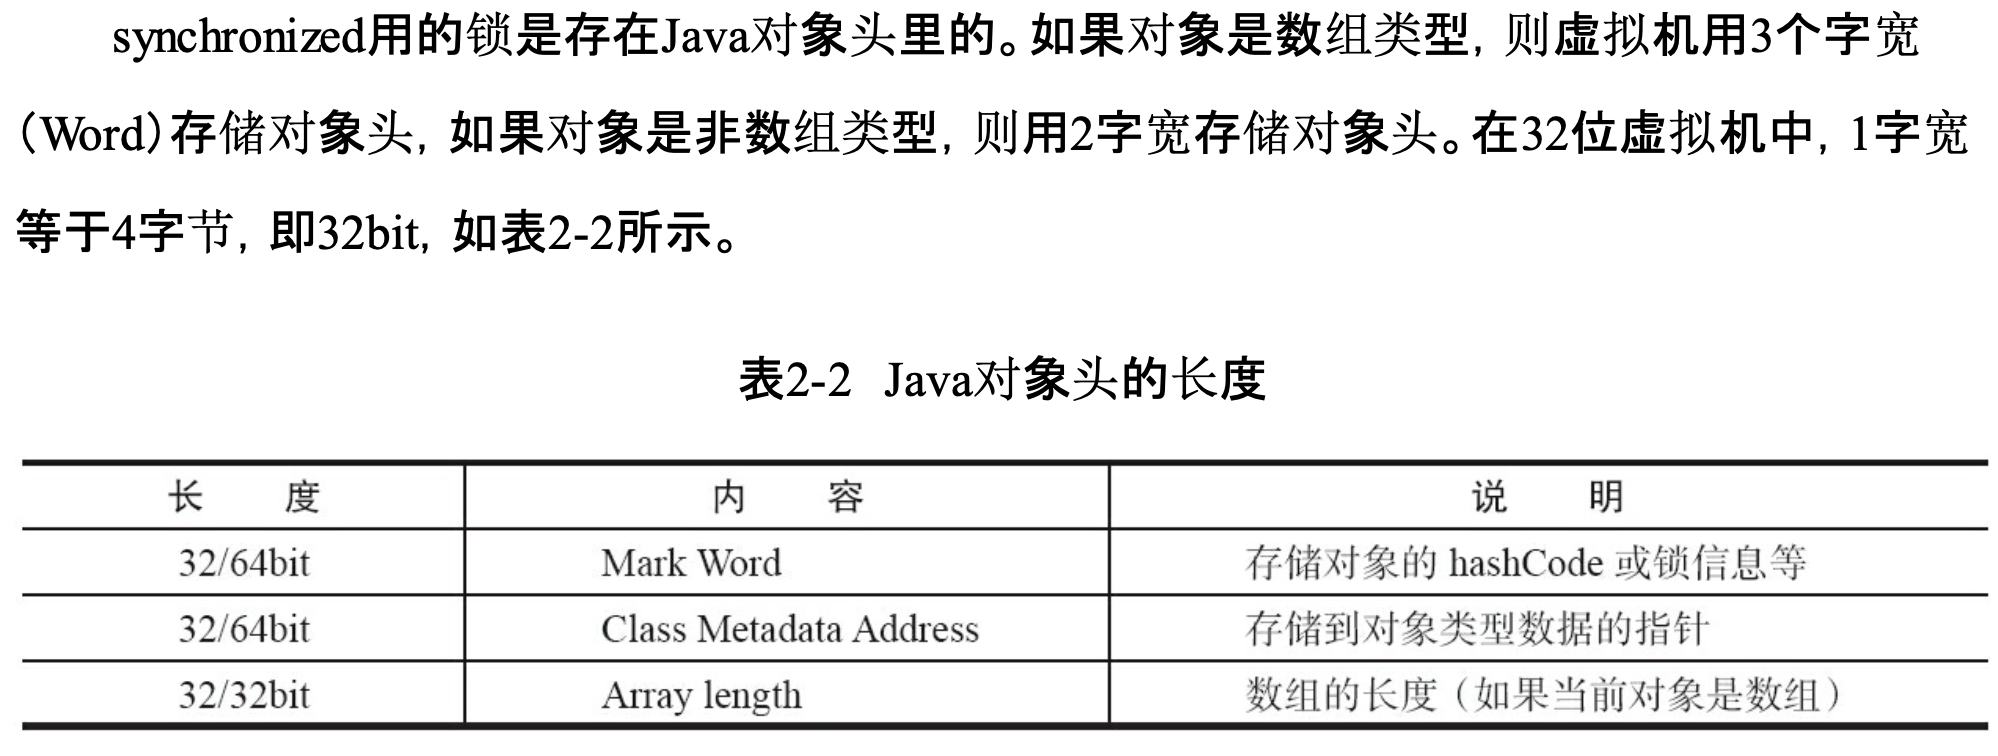 synchronized用的锁是存在Java对象头里的。如果对象是数组类型，则虚拟机用3个字宽
（Word）存储对象头，如果对象是非数组类型，则用2字宽存储对象头。在32位虚拟机中，1字宽
等于4字节，即32bit，如表2-2所示。
表2-2 Java对象头的长度
长 度 内 容 说 明
32/64bit Mark Word 存储对象的 hashCode 或锁信息等
32/64bit Class Metadata Address 存储到对象类型数据的指针
32/32bit Array length 数组的长度（如果当前对象是数组）